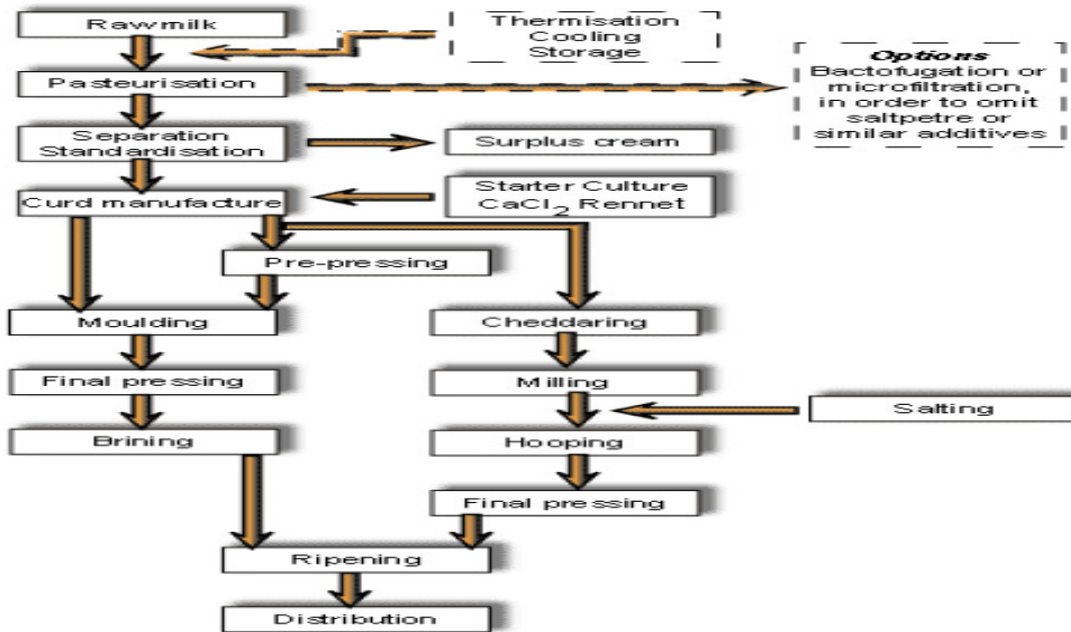 Raw milk
Thermisation
Cooling
Storage
Pasteurisation
Options
Bactofugation or
microfiltration,
in order to omit
saltpetre or
similar additives
Separation
Standardisation
Surplus cream
Curd manufacture
Starter Culture
CaCl₂ Rennet
Pre-pressing
Moulding
Cheddaring
Final pressing
Milling
Salting
Brining
Hooping
Final pressing
Ripening
Distribution